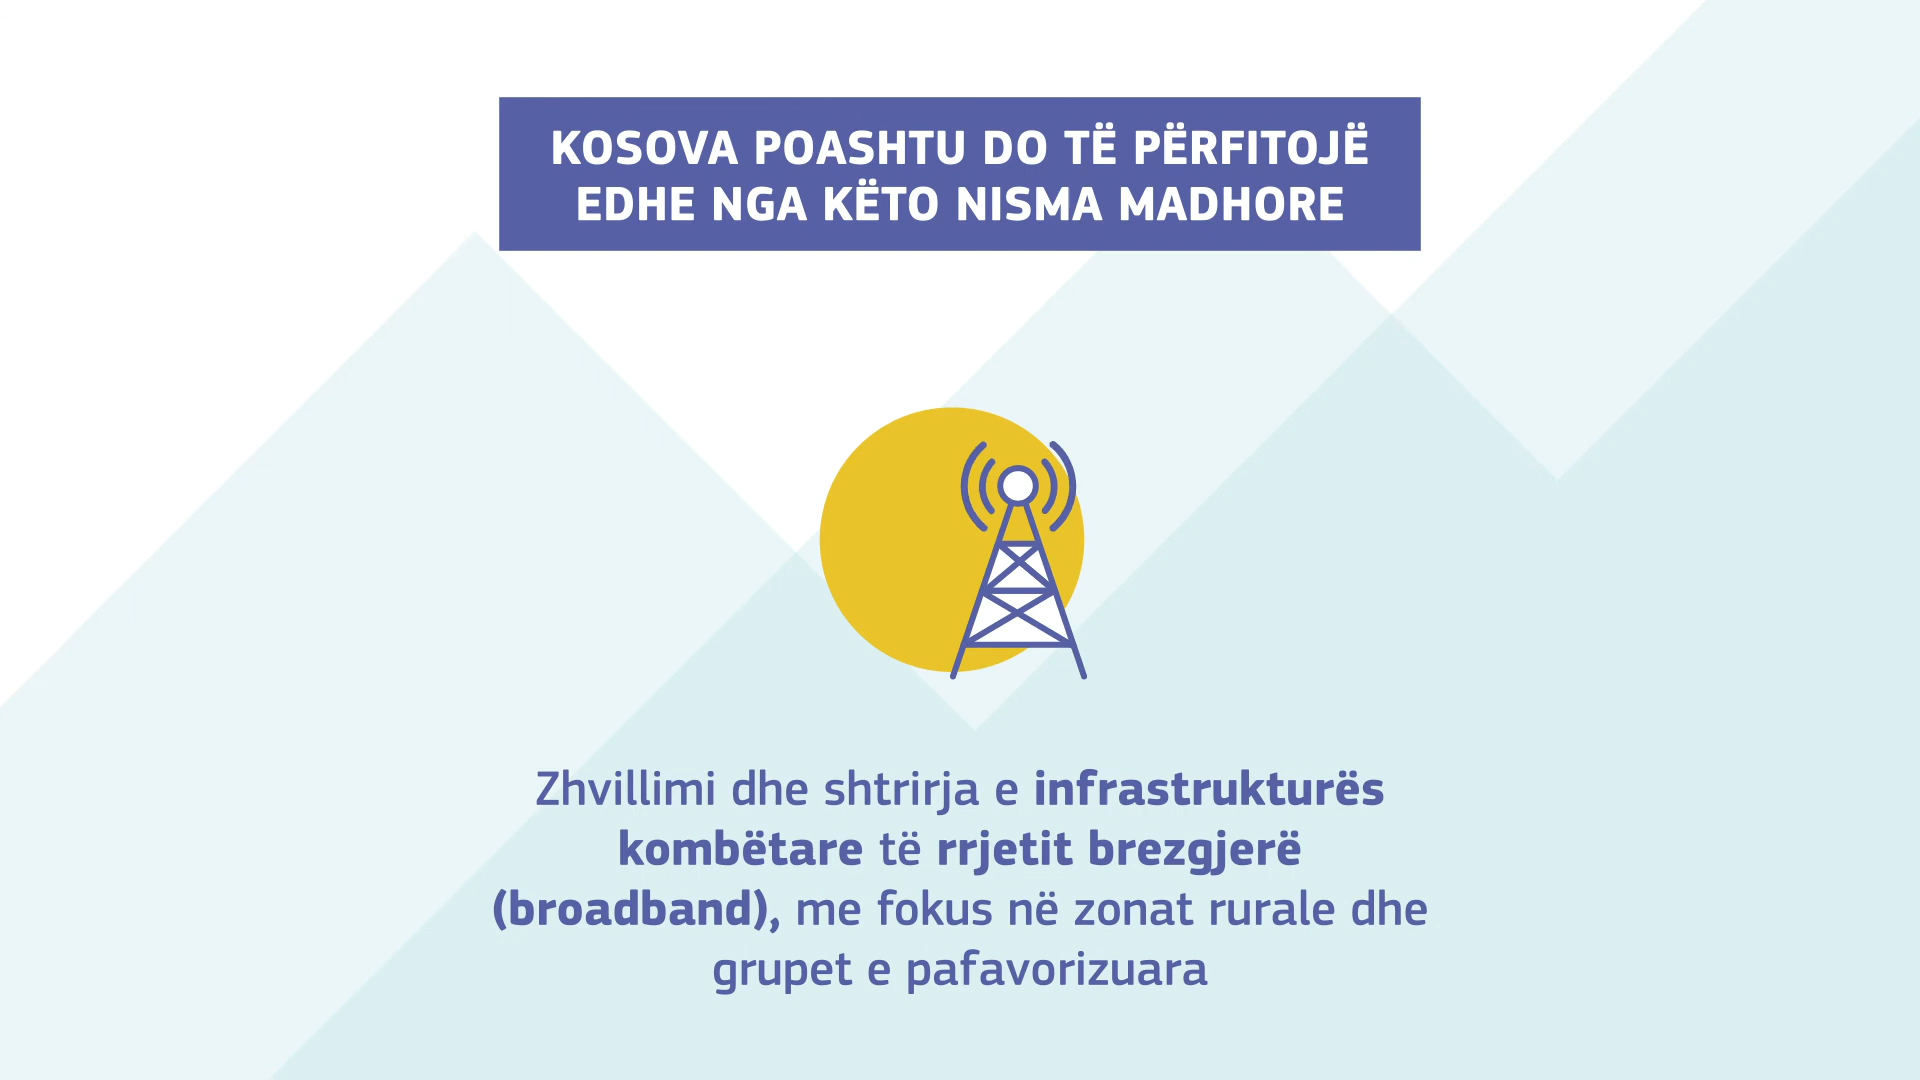 KOSOVA POASHTU DO TË PËRFITOJË
EDHE NGA KËTO NISMA MADHORE
Zhvillimi dhe shtrirja e infrastrukturës
kombëtare të rrjetit brezgjerë
(broadband), me fokus në zonat rurale dhe
grupet e pafavorizuara